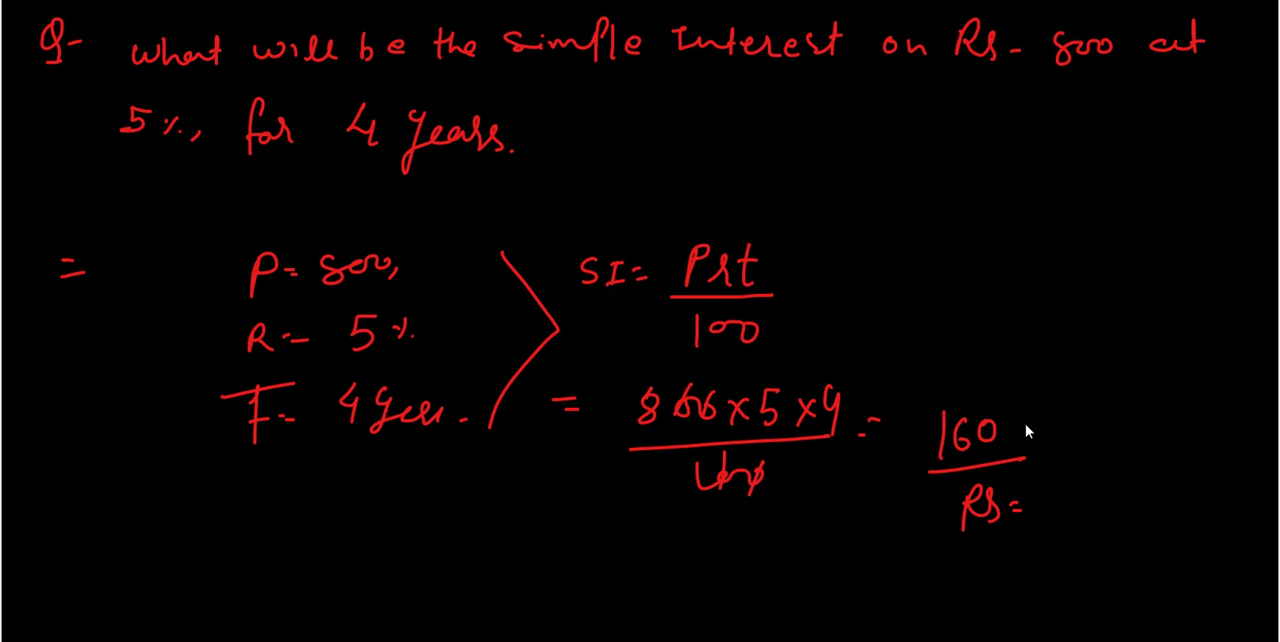 Q- what will be the simple Interest on Rs- 800 at
5%, for 4 years.
= P= 800,
R= 5%
T= 4 year.
SI= Prt
100
= 800 x 5 x 4 = 160
100
Rs=